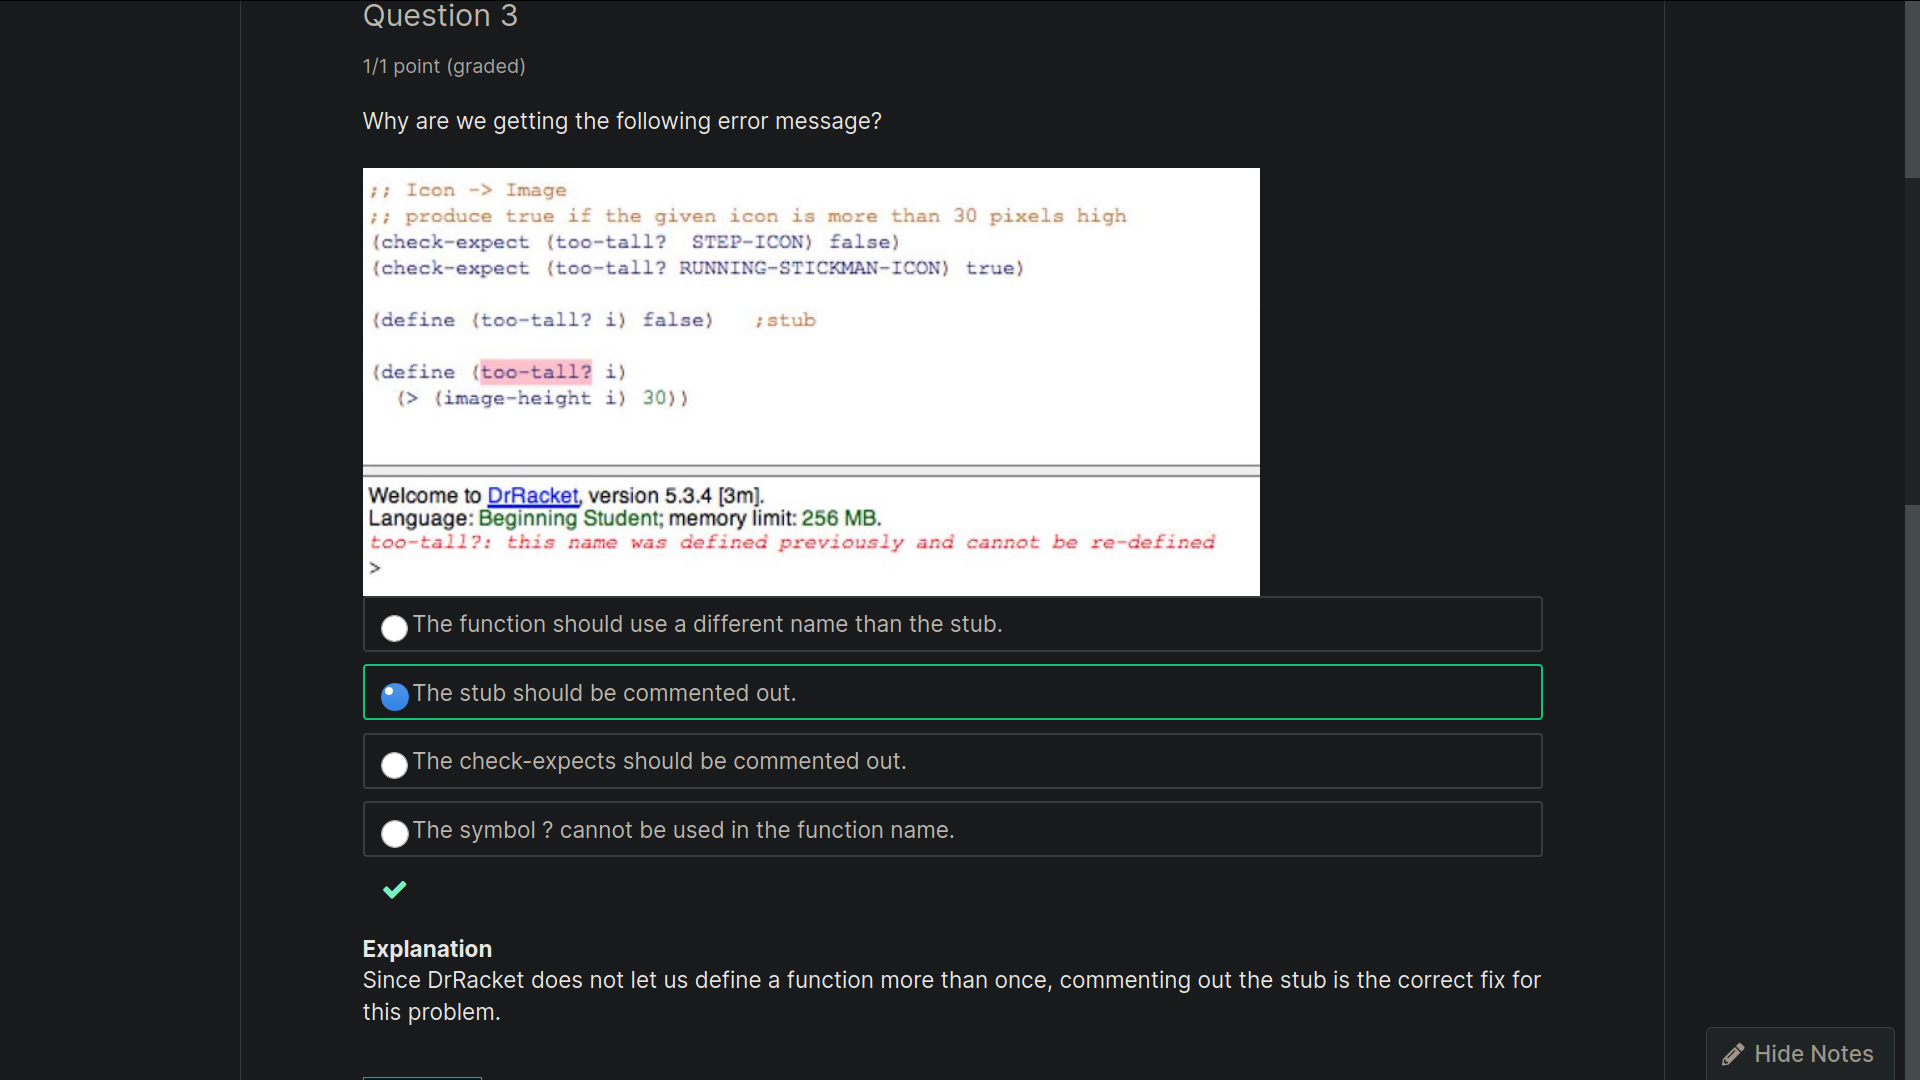 Question 3
1/1 point (graded)
Why are we getting the following error message?
;; Icon -> Image
;; produce true if the given icon is more than 30 pixels high
(check-expect (too-tall?  STEP-ICON) false)
(check-expect (too-tall? RUNNING-STICKMAN-ICON) true)
(define (too-tall? i) false)   ;stub
(define (too-tall? i)
  (> (image-height i) 30))
Welcome to DrRacket, version 5.3.4 [3m].
Language: Beginning Student; memory limit: 256 MB.
too-tall?: this name was defined previously and cannot be re-defined
>
The function should use a different name than the stub.
The stub should be commented out.
The check-expects should be commented out.
The symbol ? cannot be used in the function name.
Explanation
Since DrRacket does not let us define a function more than once, commenting out the stub is the correct fix for
this problem.
Hide Notes